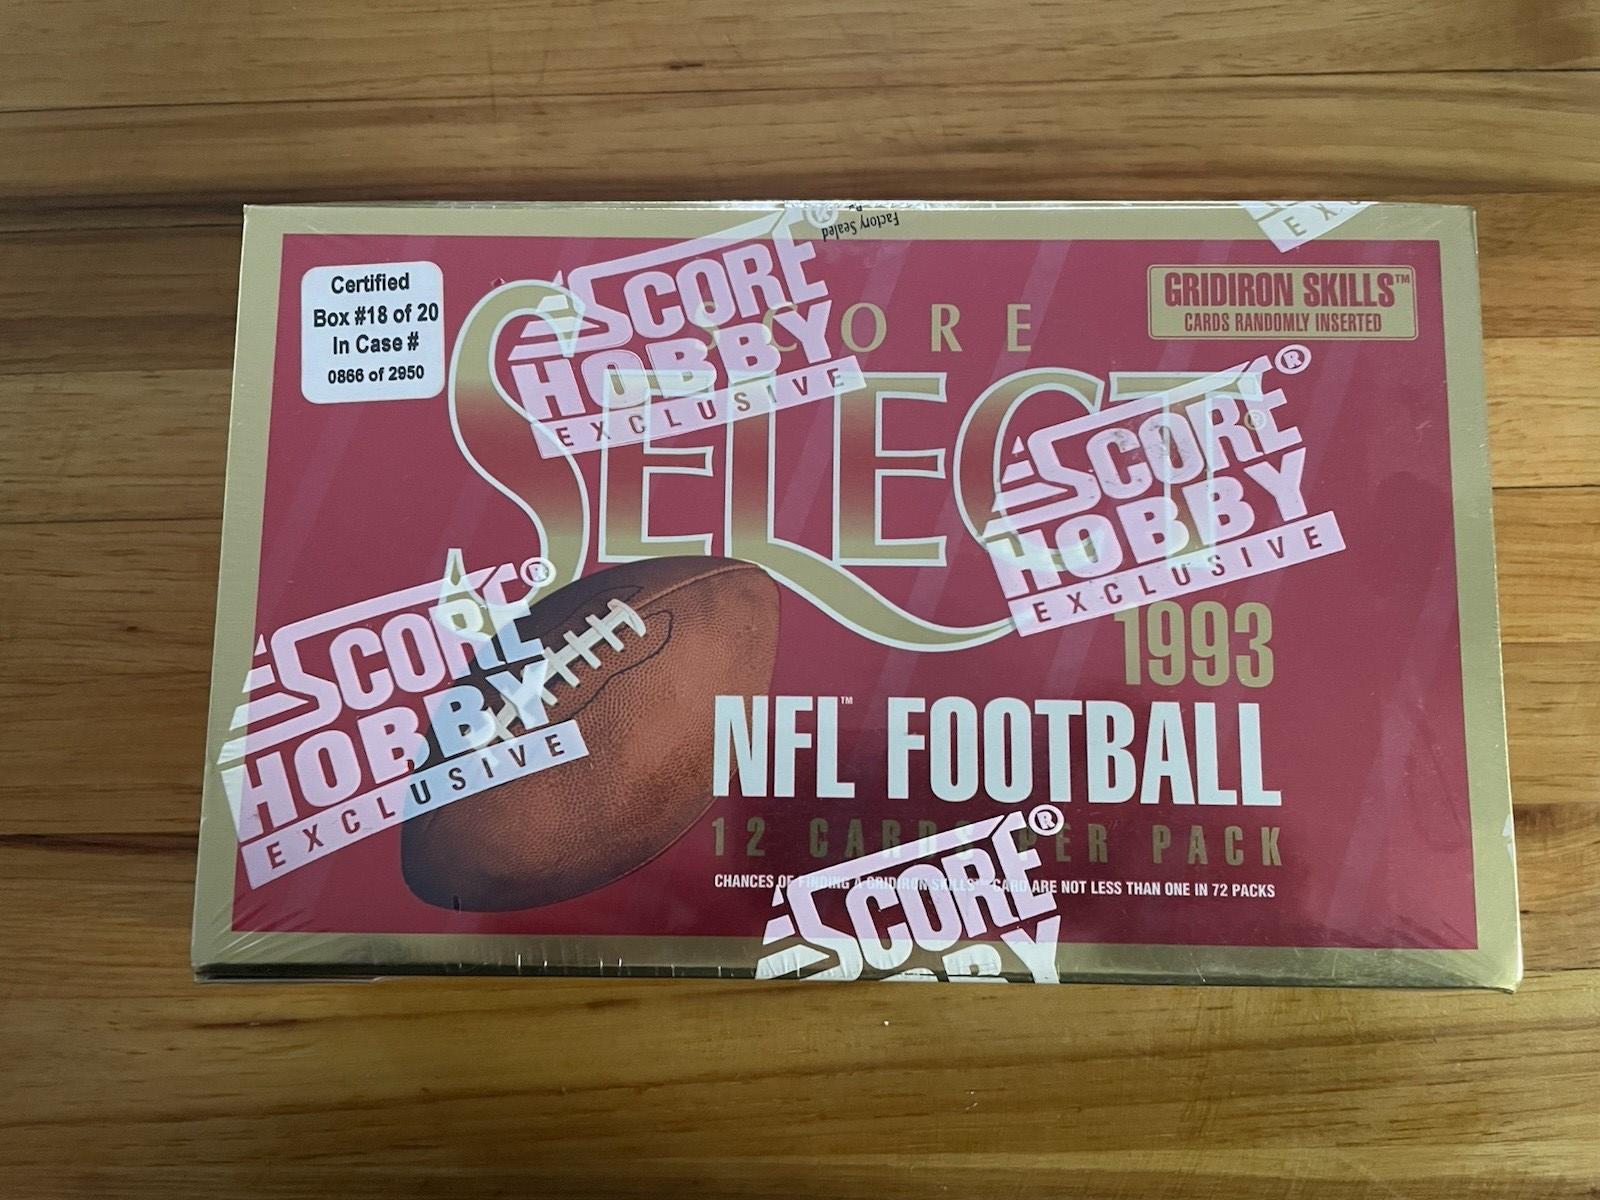 Factory Sealed
Certified
Box #18 of 20
In Case #
0866 of 2950
SCORE®
HOBBY
EXCLUSIVE
SCORE
SELECT®
GRIDIRON SKILLS™
CARDS RANDOMLY INSERTED
SCORE®
HOBBY
EXCLUSIVE
SCORE®
HOBBY
EXCLUSIVE
1993
NFL™ FOOTBALL
12 CARDS PER PACK
CHANCES OF FINDING A GRIDIRON SKILLS™ CARD ARE NOT LESS THAN ONE IN 72 PACKS
SCORE®
HOBBY